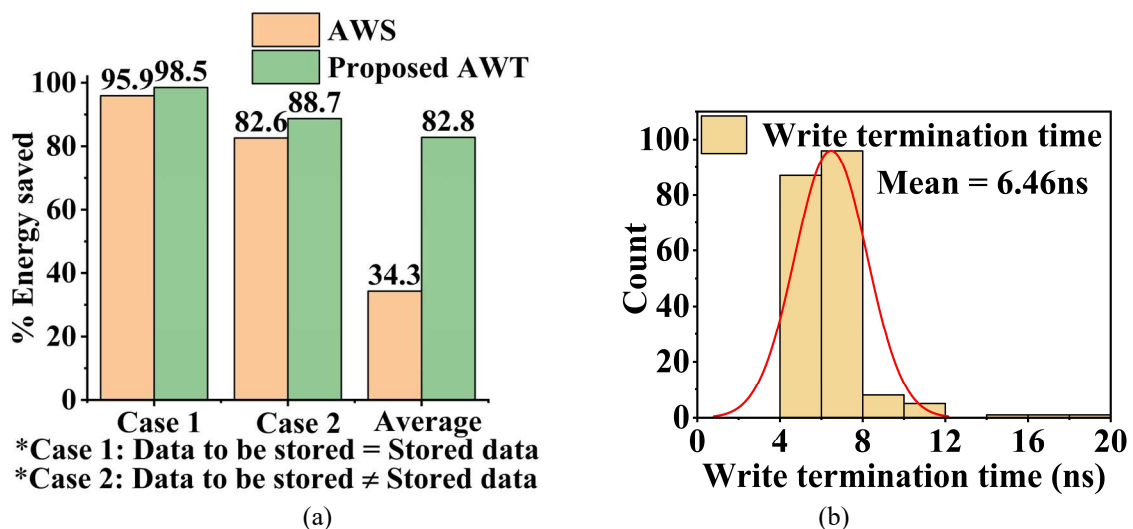 AWS
Proposed AWT
95.9
98.5
82.6
88.7
34.3
82.8
% Energy saved
100
80
60
40
20
0
Case 1
Case 2
Average
*Case 1: Data to be stored = Stored data
*Case 2: Data to be stored ≠ Stored data
(a)
Write termination time
Mean = 6.46ns
Count
100
80
60
40
20
0
0
4
8
12
16
20
Write termination time (ns)
(b)